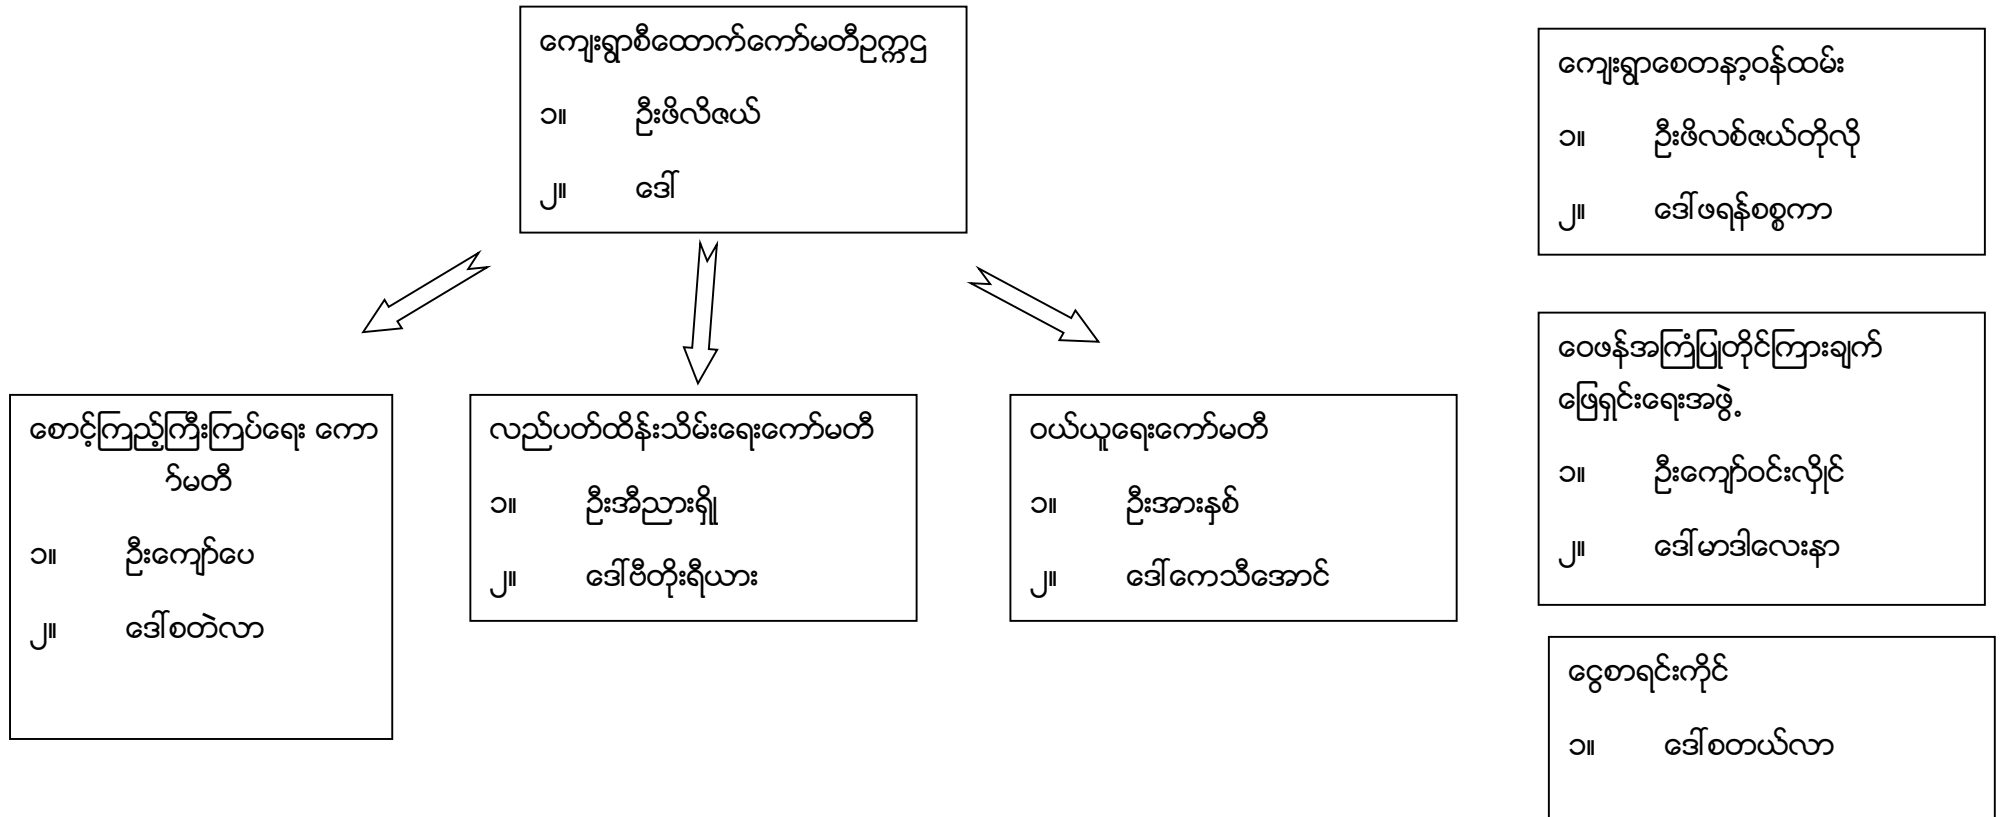 ကျေးရွာစီထောက်ကော်မတီဥက္ကဌ
၁။ ဦးဖိလိဇယ်
၂။ ဒေါ်
ကျေးရွာစေတနာ့ဝန်ထမ်း
၁။ ဦးဖိလစ်ဇယ်တိုလို
၂။ ဒေါ်ဖရန်စစ္စကာ
စောင့်ကြည့်ကြီးကြပ်ရေး ကော
်မတီ
၁။ ဦးကျော်ပေ
၂။ ဒေါ်စတဲလာ
လည်ပတ်ထိန်းသိမ်းရေးကော်မတီ
၁။ ဦးအီညားရှို
၂။ ဒေါ်ဗီတိုးရီယား
ဝယ်ယူရေးကော်မတီ
၁။ ဦးအားနှစ်
၂။ ဒေါ်ကေသီအောင်
ဝေဖန်အကြံပြုတိုင်ကြားချက်
ဖြေရှင်းရေးအဖွဲ့
၁။ ဦးကျော်ဝင်းလှိုင်
၂။ ဒေါ်မာဒါလေးနာ
ငွေစာရင်းကိုင်
၁။ ဒေါ်စတယ်လာ